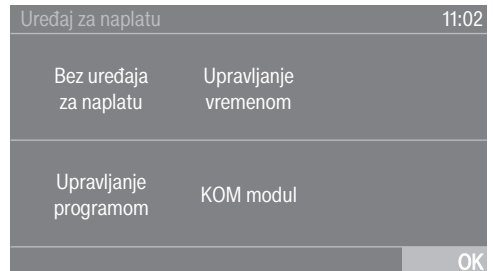 Uređaj za naplatu 11:02
Bez uređaja
za naplatu
Upravljanje
vremenom
Upravljanje
programom
KOM modul
OK